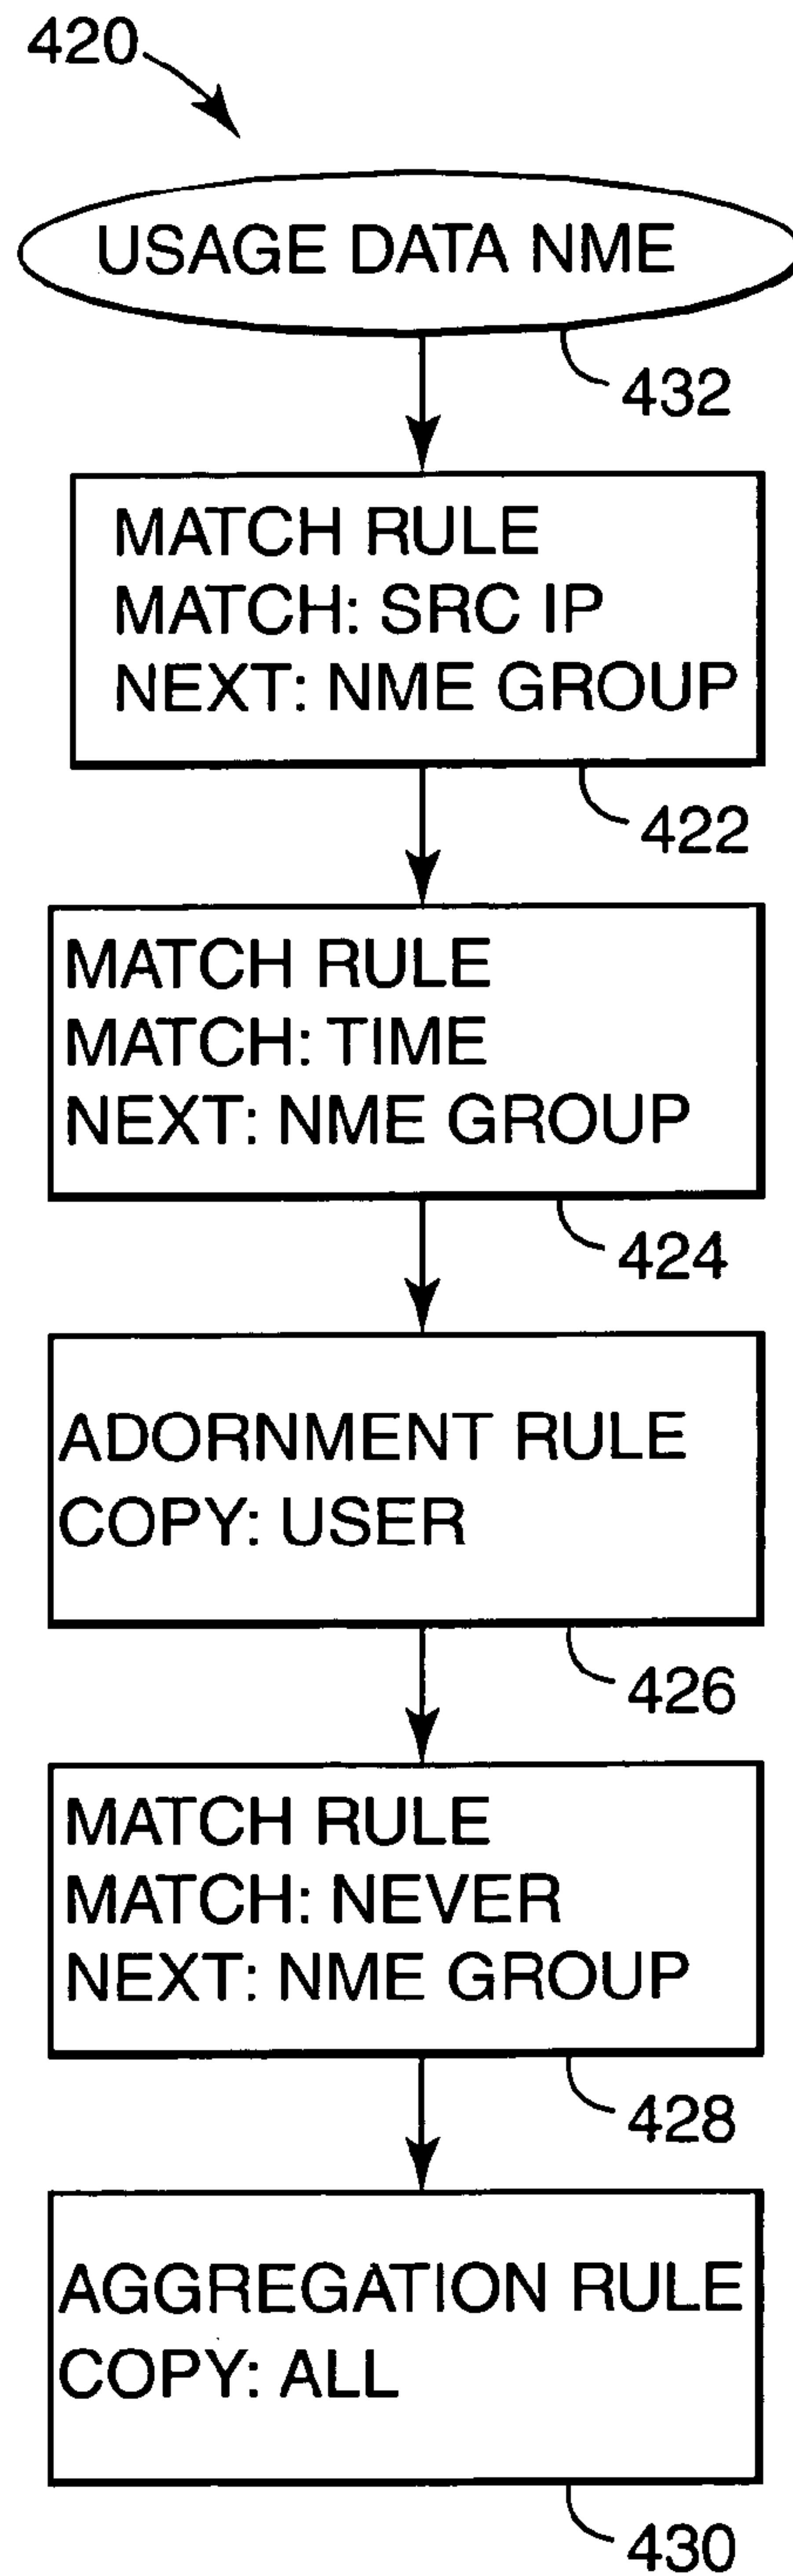 420
USAGE DATA NME
432
MATCH RULE
MATCH: SRC IP
NEXT: NME GROUP
422
MATCH RULE
MATCH: TIME
NEXT: NME GROUP
424
ADORNMENT RULE
COPY: USER
426
MATCH RULE
MATCH: NEVER
NEXT: NME GROUP
428
AGGREGATION RULE
COPY: ALL
430